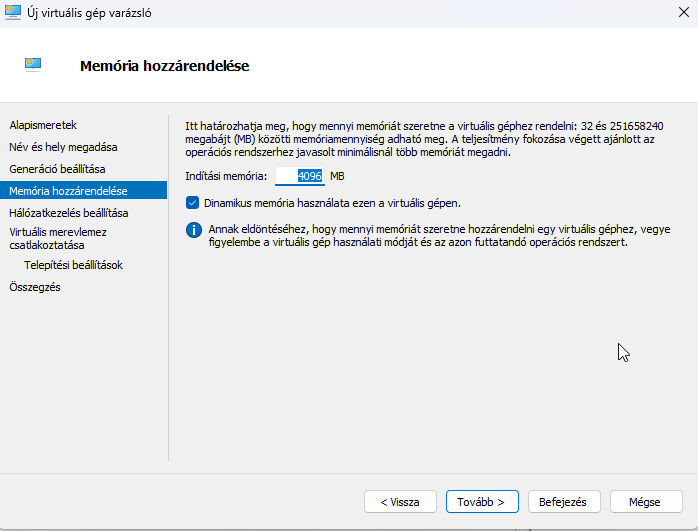 Új virtuális gép varázsló
Memória hozzárendelése
Alapismeretek
Név és hely megadása
Generáció beállítása
Memória hozzárendelése
Hálózatkezelés beállítása
Virtuális merevlemez
csatlakoztatása
Telepítési beállítások
Összegzés
Itt határozhatja meg, hogy mennyi memóriát szeretne a virtuális géphez rendelni: 32 és 251658240
megabájt (MB) közötti memóriamennyiség adható meg. A teljesítmény fokozása végett ajánlott az
operációs rendszerhez javasolt minimálisnál több memóriát megadni.
Indítási memória: 4096 MB
Dinamikus memória használata ezen a virtuális gépen.
Annak eldöntéséhez, hogy mennyi memóriát szeretne hozzárendelni egy virtuális géphez, vegye
figyelembe a virtuális gép használati módját és az azon futtatandó operációs rendszert.
< Vissza
Tovább >
Befejezés
Mégse